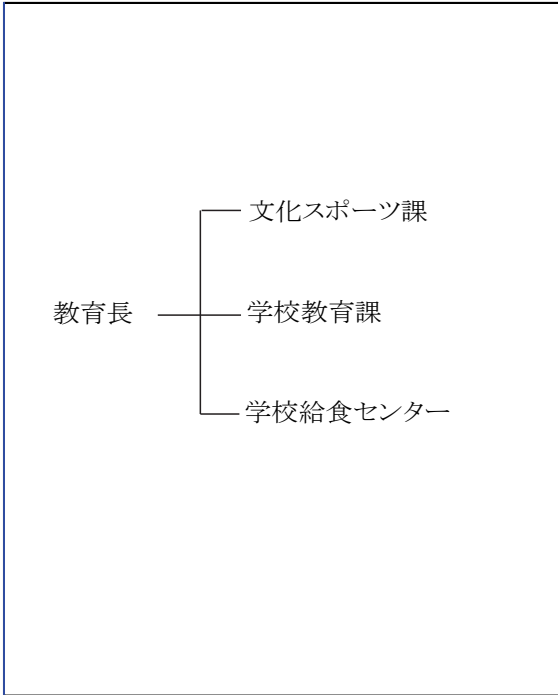 文化スポーツ課
教育長
学校教育課
学校給食センター